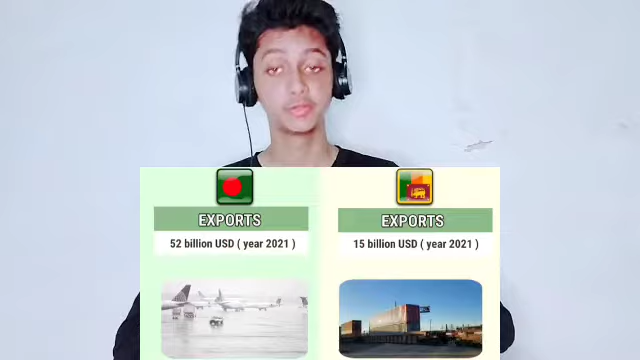 EXPORTS
EXPORTS
52 billion USD ( year 2021 )
15 billion USD ( year 2021 )